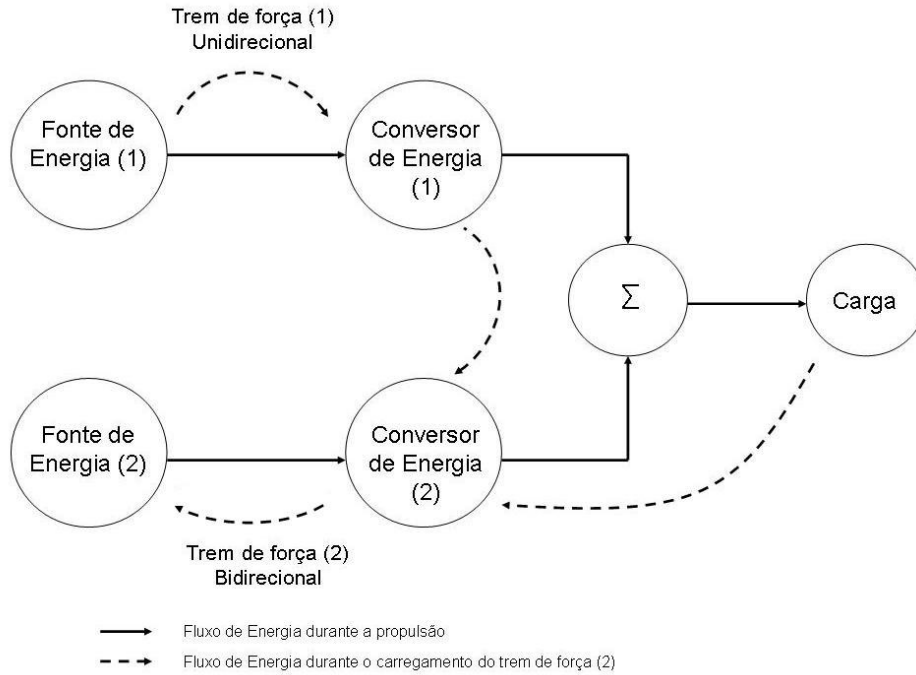 Trem de força (1)
Unidirecional
Fonte de
Energia (1)
Conversor
de Energia
(1)
Σ
Carga
Fonte de
Energia (2)
Conversor
de Energia
(2)
Trem de força (2)
Bidirecional
Fluxo de Energia durante a propulsão
Fluxo de Energia durante o carregamento do trem de força (2)